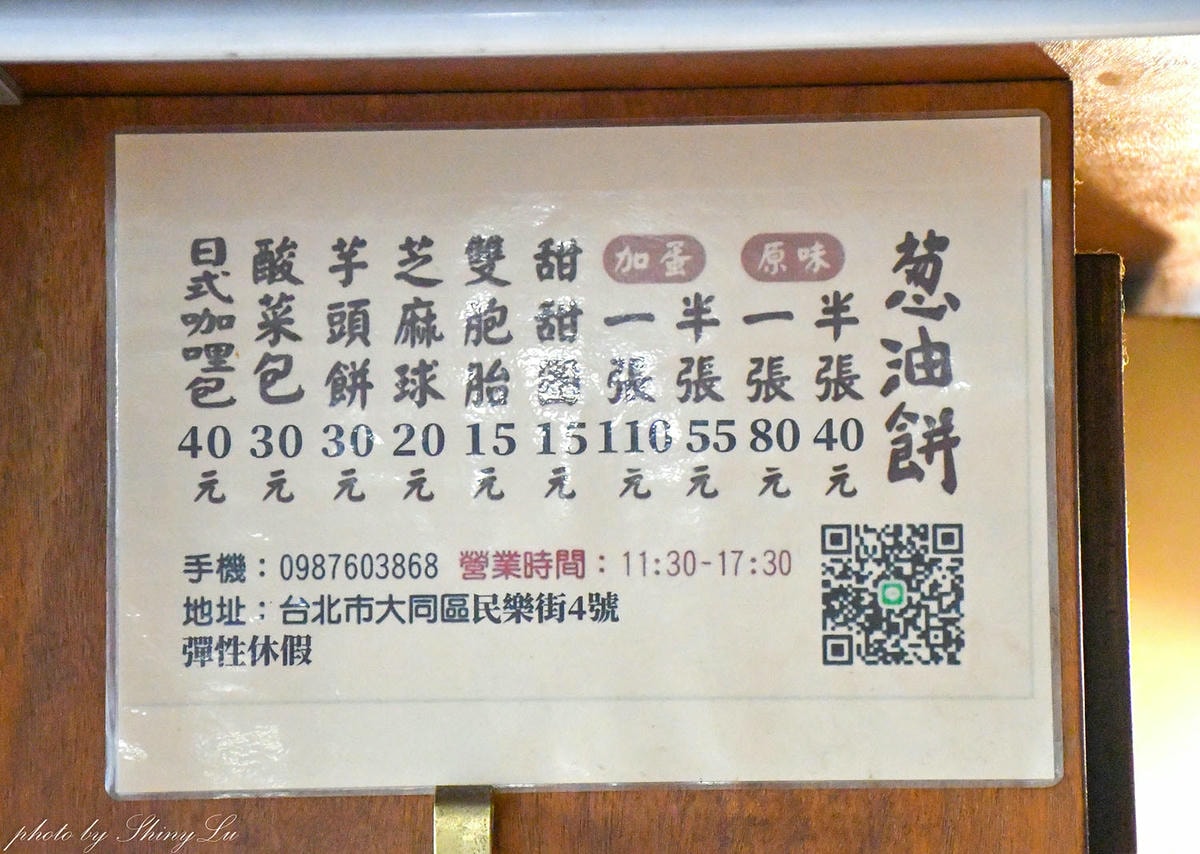 葱油餅
原味
半張 40元
一張 80元
加蛋
半張 55元
一張 110元
甜甜圈 15元
雙胞胎 15元
芝麻球 20元
芋頭餅 30元
酸菜包 30元
日式咖哩包 40元
手機：0987603868 營業時間：11:30-17:30
地址：台北市大同區民樂街4號
彈性休假
photo by ShinyLu